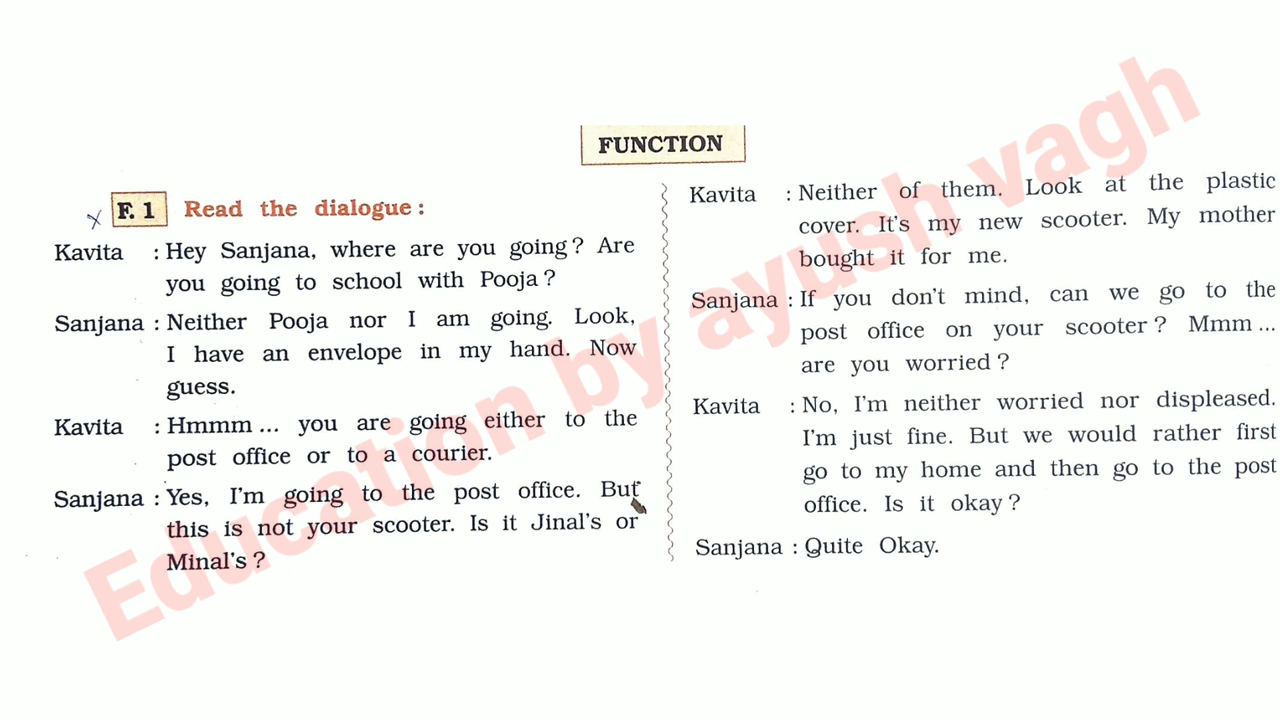 FUNCTION
F. 1 Read the dialogue :
Kavita : Hey Sanjana, where are you going? Are
you going to school with Pooja?
Sanjana : Neither Pooja nor I am going. Look,
I have an envelope in my hand. Now
guess.
Kavita : Hmmm ... you are going either to the
post office or to a courier.
Sanjana : Yes, I'm going to the post office. But
this is not your scooter. Is it Jinal's or
Minal's?
Kavita : Neither of them. Look at the plastic
cover. It's my new scooter. My mother
bought it for me.
Sanjana : If you don't mind, can we go to the
post office on your scooter? Mmm ...
are you worried?
Kavita : No, I'm neither worried nor displeased.
I'm just fine. But we would rather first
go to my home and then go to the post
office. Is it okay?
Sanjana : Quite Okay.
Education by ayush vagh